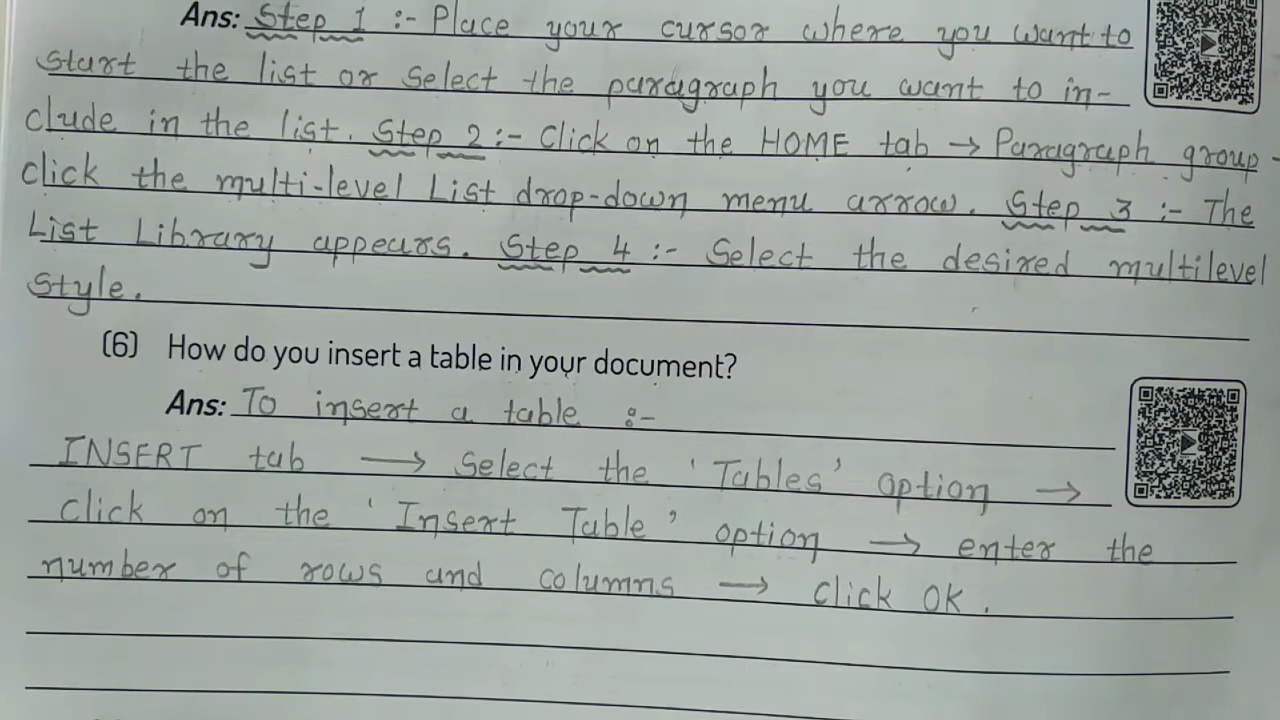 Ans: Step 1 :- Place your cursor where you want to
start the list or select the paragraph you want to in-
clude in the list. Step 2 :- Click on the HOME tab → Paragraph group -
click the multi-level List drop-down menu arrow. Step 3 :- The
List Library appears. Step 4 :- Select the desired multilevel
style.
(6) How do you insert a table in your document?
Ans: To insert a table :-
INSERT tab → Select the 'Tables' option →
click on the 'Insert Table' option → enter the
number of rows and columns → click OK.